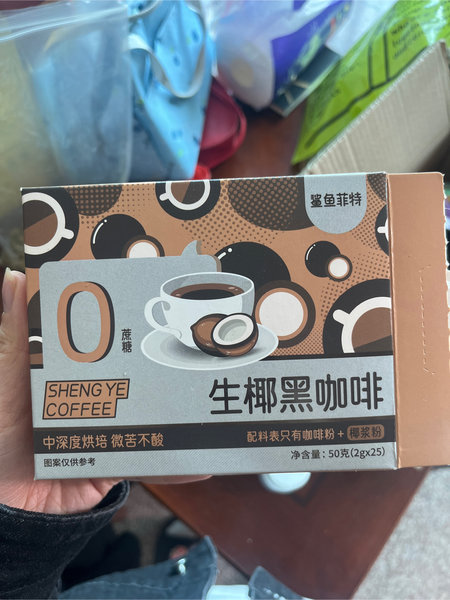 鲨鱼菲特
0
蔗糖
SHENG YE
COFFEE
生椰黑咖啡
中深度烘培 微苦不酸
配料表只有咖啡粉+椰浆粉
图案仅供参考
净含量：50克(2gx25)